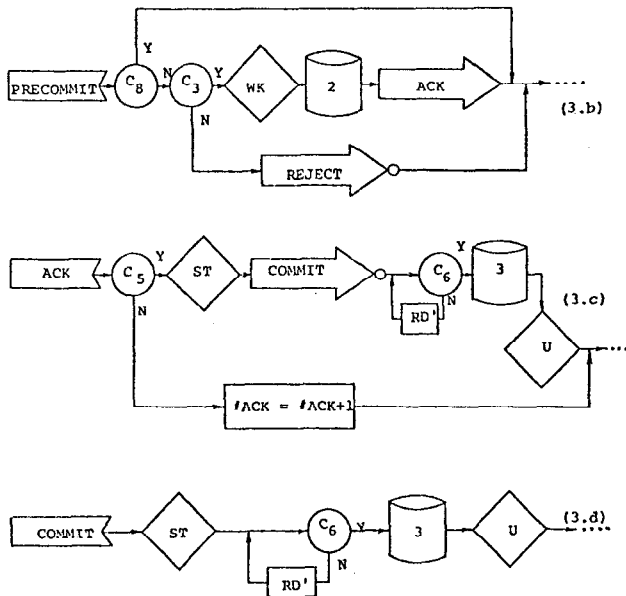 Y
PRECOMMIT C8 N C3 Y WK 2 ACK
(3.b)
N
REJECT
ACK C5 Y ST COMMIT C6 Y 3
N
RD'
(3.c)
U
N
#ACK = #ACK+1
COMMIT ST C6 Y 3 U (3.d)
N
RD'